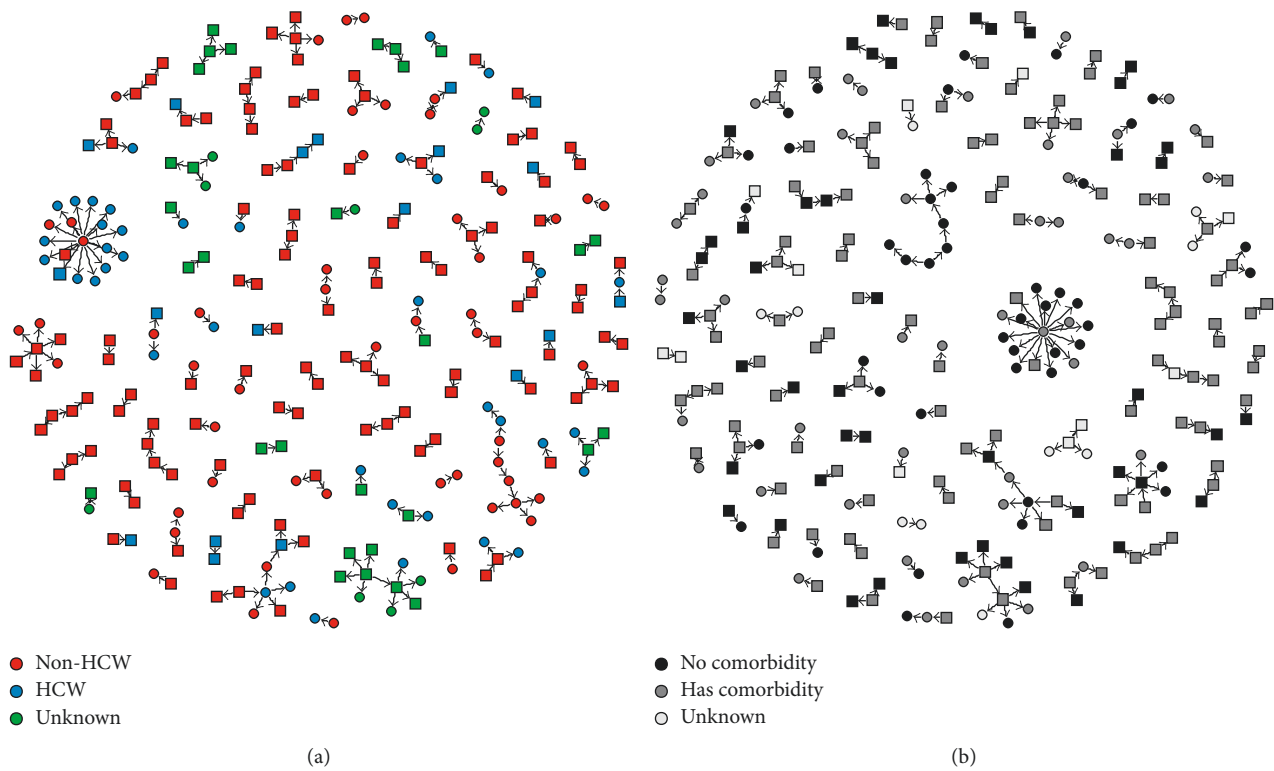 Non-HCW
HCW
Unknown
(a)
No comorbidity
Has comorbidity
Unknown
(b)